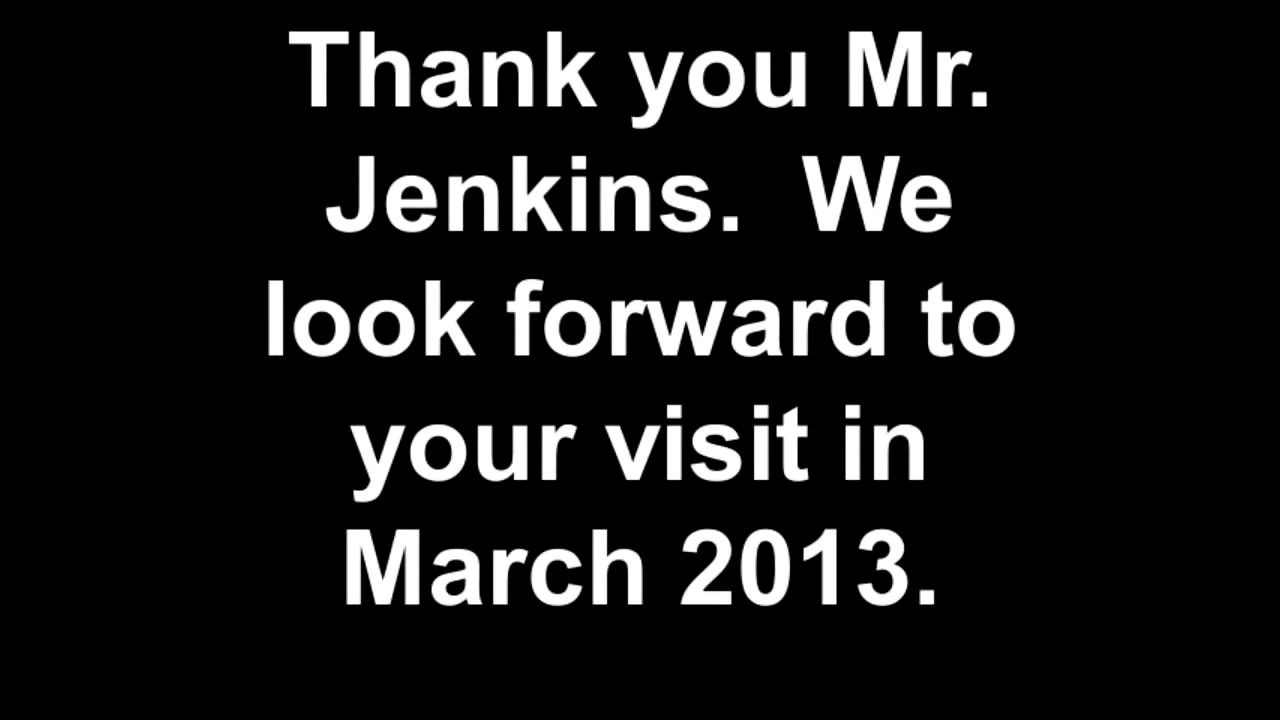 Thank you Mr.
Jenkins.  We
look forward to
your visit in
March 2013.